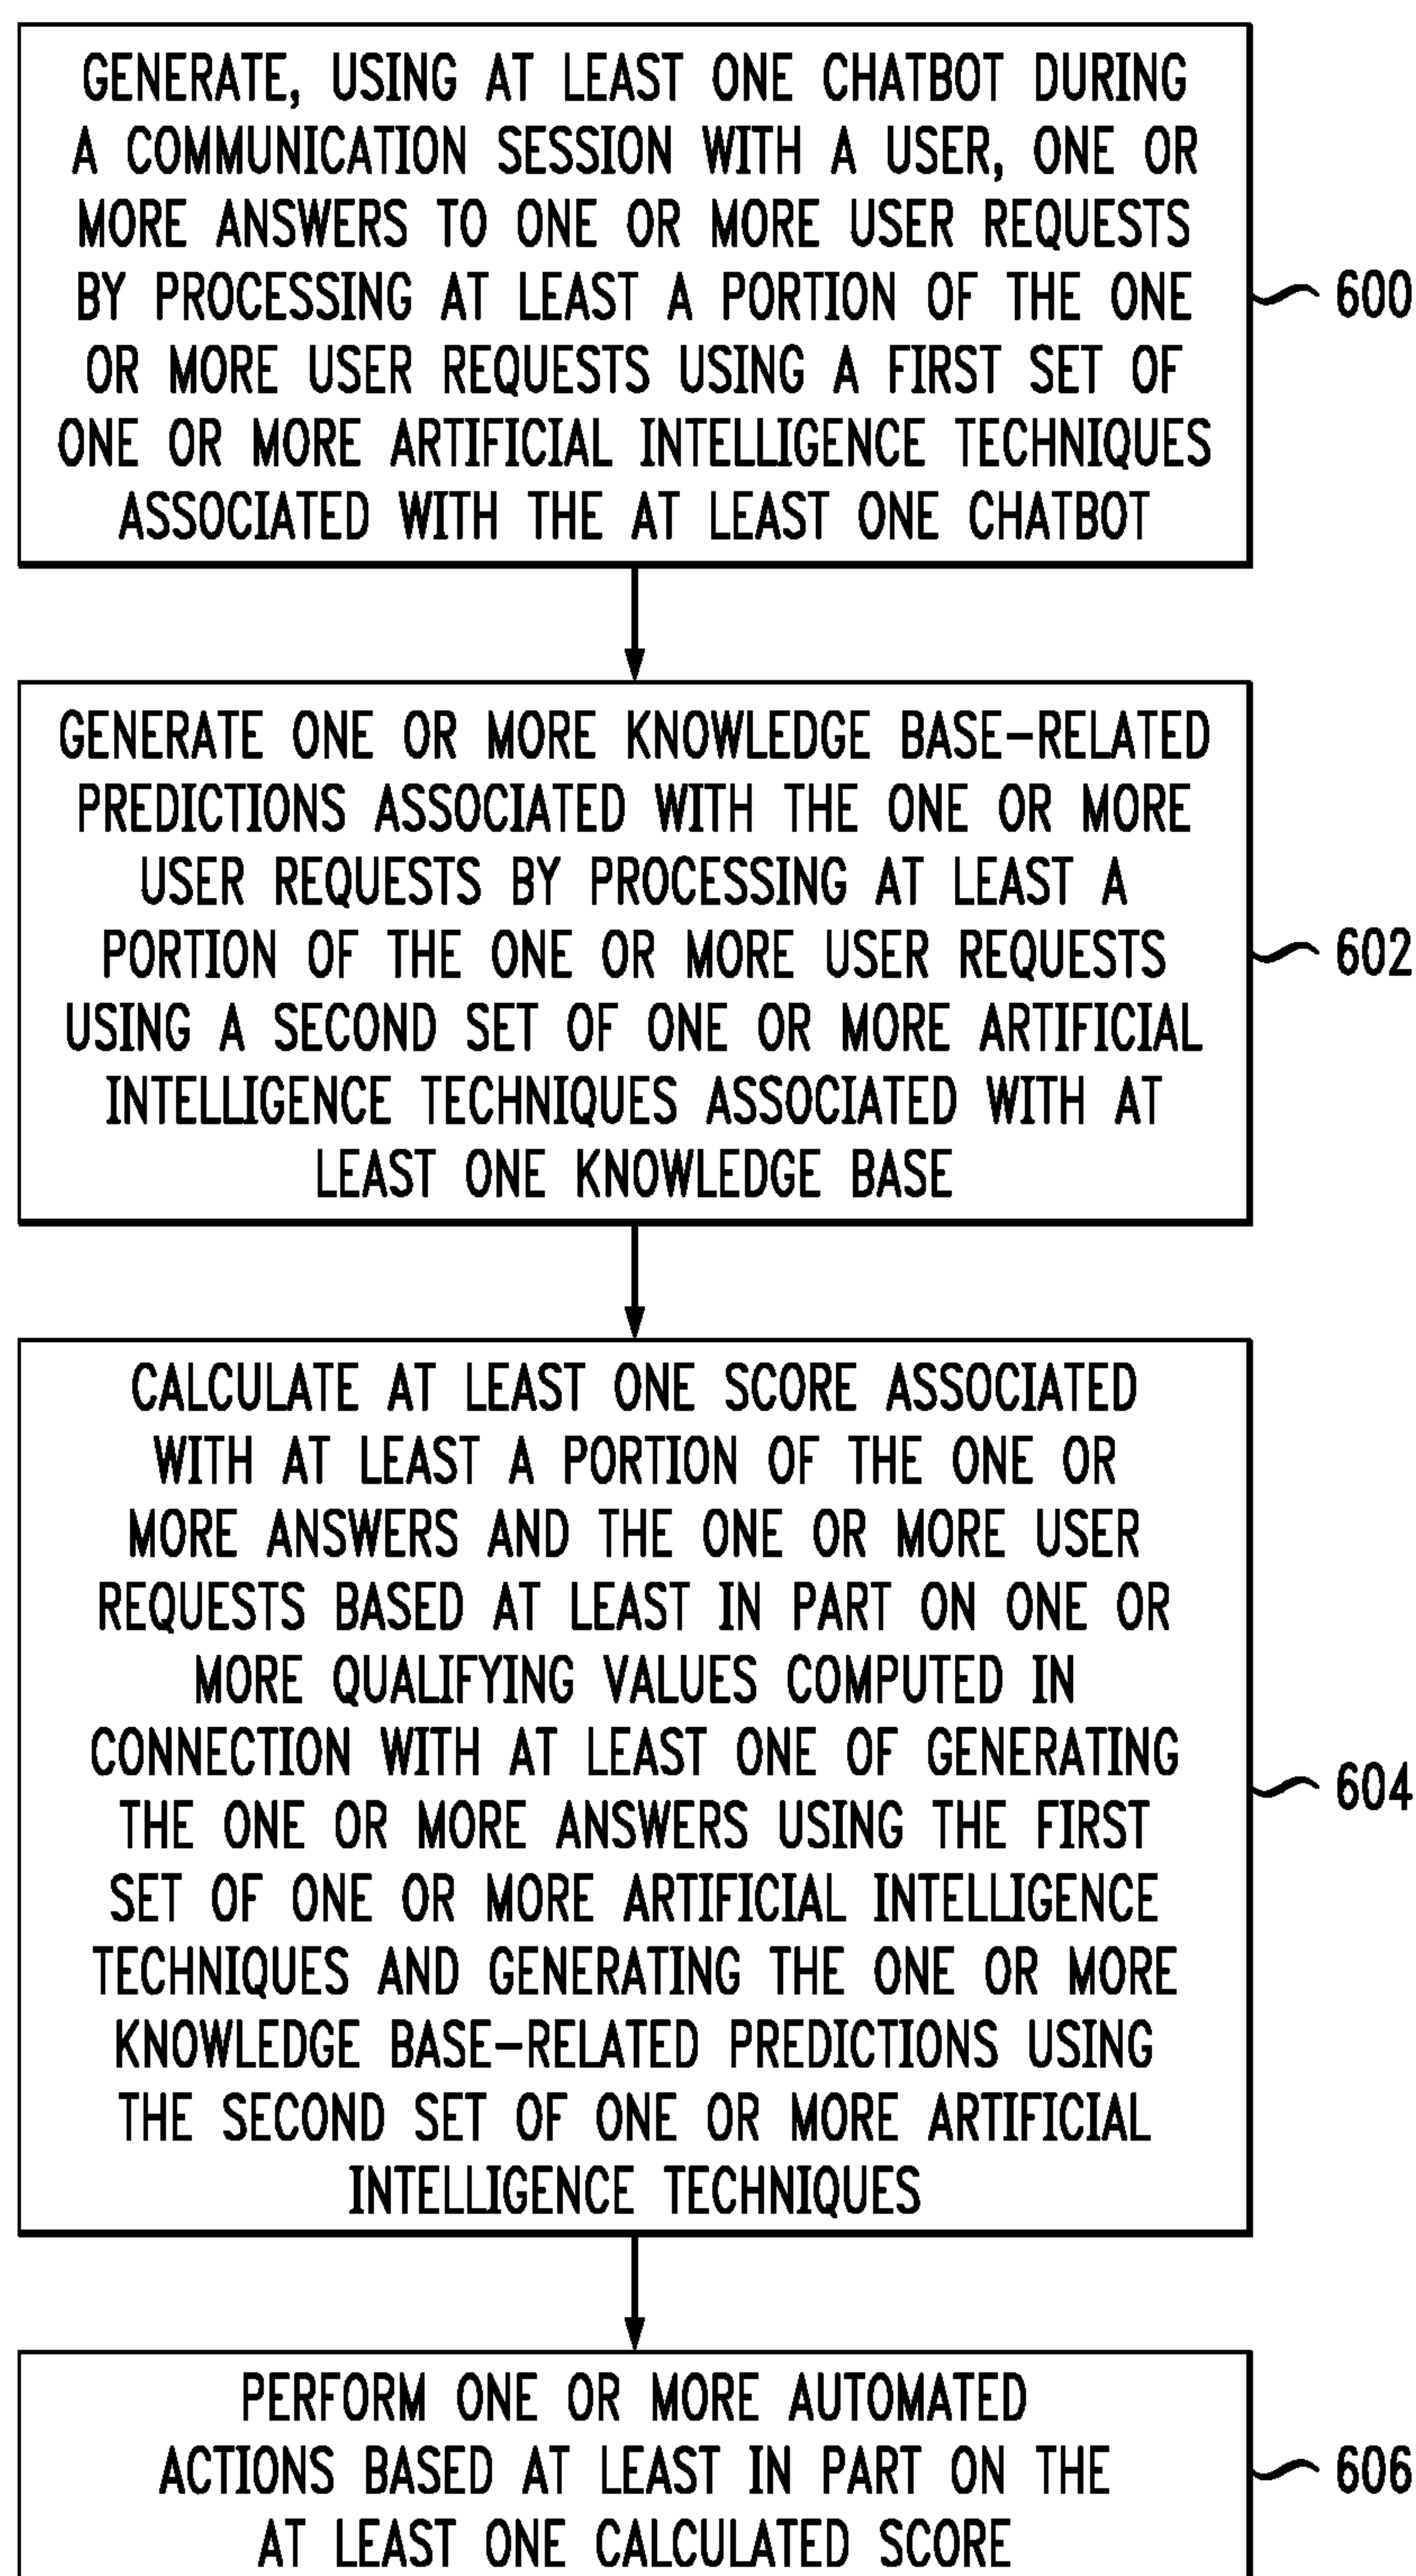 GENERATE, USING AT LEAST ONE CHATBOT DURING
A COMMUNICATION SESSION WITH A USER, ONE OR
MORE ANSWERS TO ONE OR MORE USER REQUESTS
BY PROCESSING AT LEAST A PORTION OF THE ONE
OR MORE USER REQUESTS USING A FIRST SET OF
ONE OR MORE ARTIFICIAL INTELLIGENCE TECHNIQUES
ASSOCIATED WITH THE AT LEAST ONE CHATBOT
600
GENERATE ONE OR MORE KNOWLEDGE BASE-RELATED
PREDICTIONS ASSOCIATED WITH THE ONE OR MORE
USER REQUESTS BY PROCESSING AT LEAST A
PORTION OF THE ONE OR MORE USER REQUESTS
USING A SECOND SET OF ONE OR MORE ARTIFICIAL
INTELLIGENCE TECHNIQUES ASSOCIATED WITH AT
LEAST ONE KNOWLEDGE BASE
602
CALCULATE AT LEAST ONE SCORE ASSOCIATED
WITH AT LEAST A PORTION OF THE ONE OR
MORE ANSWERS AND THE ONE OR MORE USER
REQUESTS BASED AT LEAST IN PART ON ONE OR
MORE QUALIFYING VALUES COMPUTED IN
CONNECTION WITH AT LEAST ONE OF GENERATING
THE ONE OR MORE ANSWERS USING THE FIRST
SET OF ONE OR MORE ARTIFICIAL INTELLIGENCE
TECHNIQUES AND GENERATING THE ONE OR MORE
KNOWLEDGE BASE-RELATED PREDICTIONS USING
THE SECOND SET OF ONE OR MORE ARTIFICIAL
INTELLIGENCE TECHNIQUES
604
PERFORM ONE OR MORE AUTOMATED
ACTIONS BASED AT LEAST IN PART ON THE
AT LEAST ONE CALCULATED SCORE
606